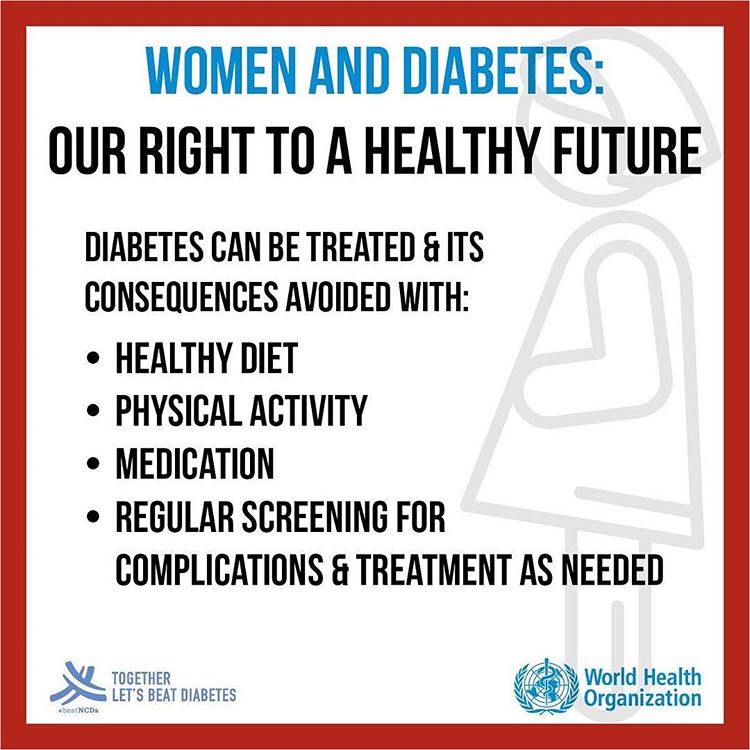 WOMEN AND DIABETES:
OUR RIGHT TO A HEALTHY FUTURE
DIABETES CAN BE TREATED & ITS
CONSEQUENCES AVOIDED WITH:
• HEALTHY DIET
• PHYSICAL ACTIVITY
• MEDICATION
• REGULAR SCREENING FOR
COMPLICATIONS & TREATMENT AS NEEDED
TOGETHER
LET'S BEAT DIABETES
#beatNCDs
World Health
Organization